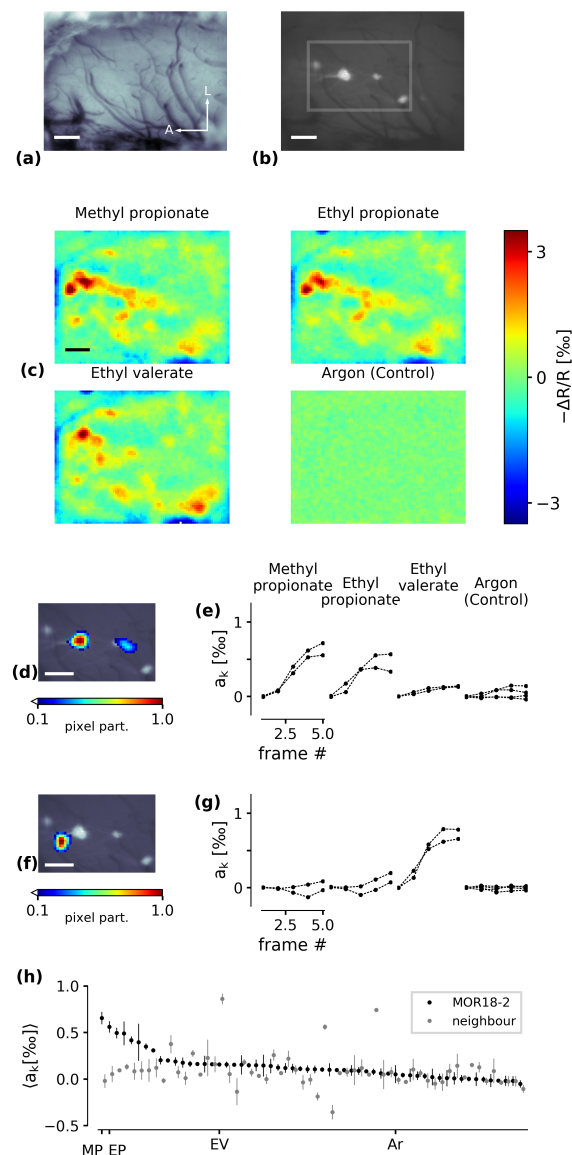 L
A
(a)
(b)
Methyl propionate
Ethyl propionate
3
(c)
Ethyl valerate
Argon (Control)
0
−ΔR/R [‰]
−3
Methyl propionate
Ethyl propionate
Ethyl valerate
Argon (Control)
(d)
(e)
1
0
aₖ [‰]
0.1
1.0
pixel part.
2.5
5.0
frame #
(f)
(g)
1
0
aₖ [‰]
0.1
1.0
pixel part.
2.5
5.0
frame #
(h)
1.0
0.5
0.0
−0.5
⟨aₖ[‰]⟩
MOR18-2
neighbour
MP EP
EV
Ar